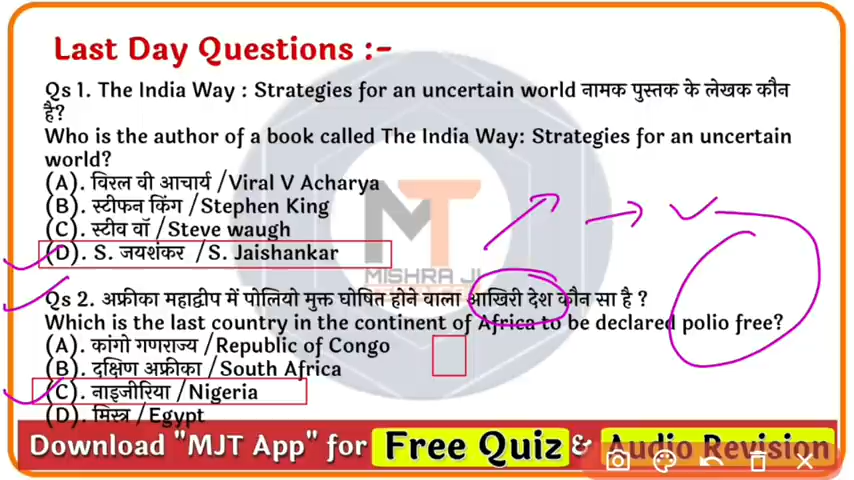 Last Day Questions :-
Qs 1. The India Way : Strategies for an uncertain world नामक पुस्तक के लेखक कौन
है?
Who is the author of a book called The India Way: Strategies for an uncertain
world?
(A). विरल वी आचार्य /Viral V Acharya
(B). स्टीफन किंग /Stephen King
(C). स्टीव वॉ /Steve waugh
(D). S. जयशंकर /S. Jaishankar
MT
MISHRA JI
Qs 2. अफ्रीका महाद्वीप में पोलियो मुक्त घोषित होने वाला आखिरी देश कौन सा है ?
Which is the last country in the continent of Africa to be declared polio free?
(A). कांगो गणराज्य /Republic of Congo
(B). दक्षिण अफ्रीका /South Africa
(C). नाइजीरिया /Nigeria
(D). मिस्त्र /Egypt
Download "MJT App" for Free Quiz & Audio Revision